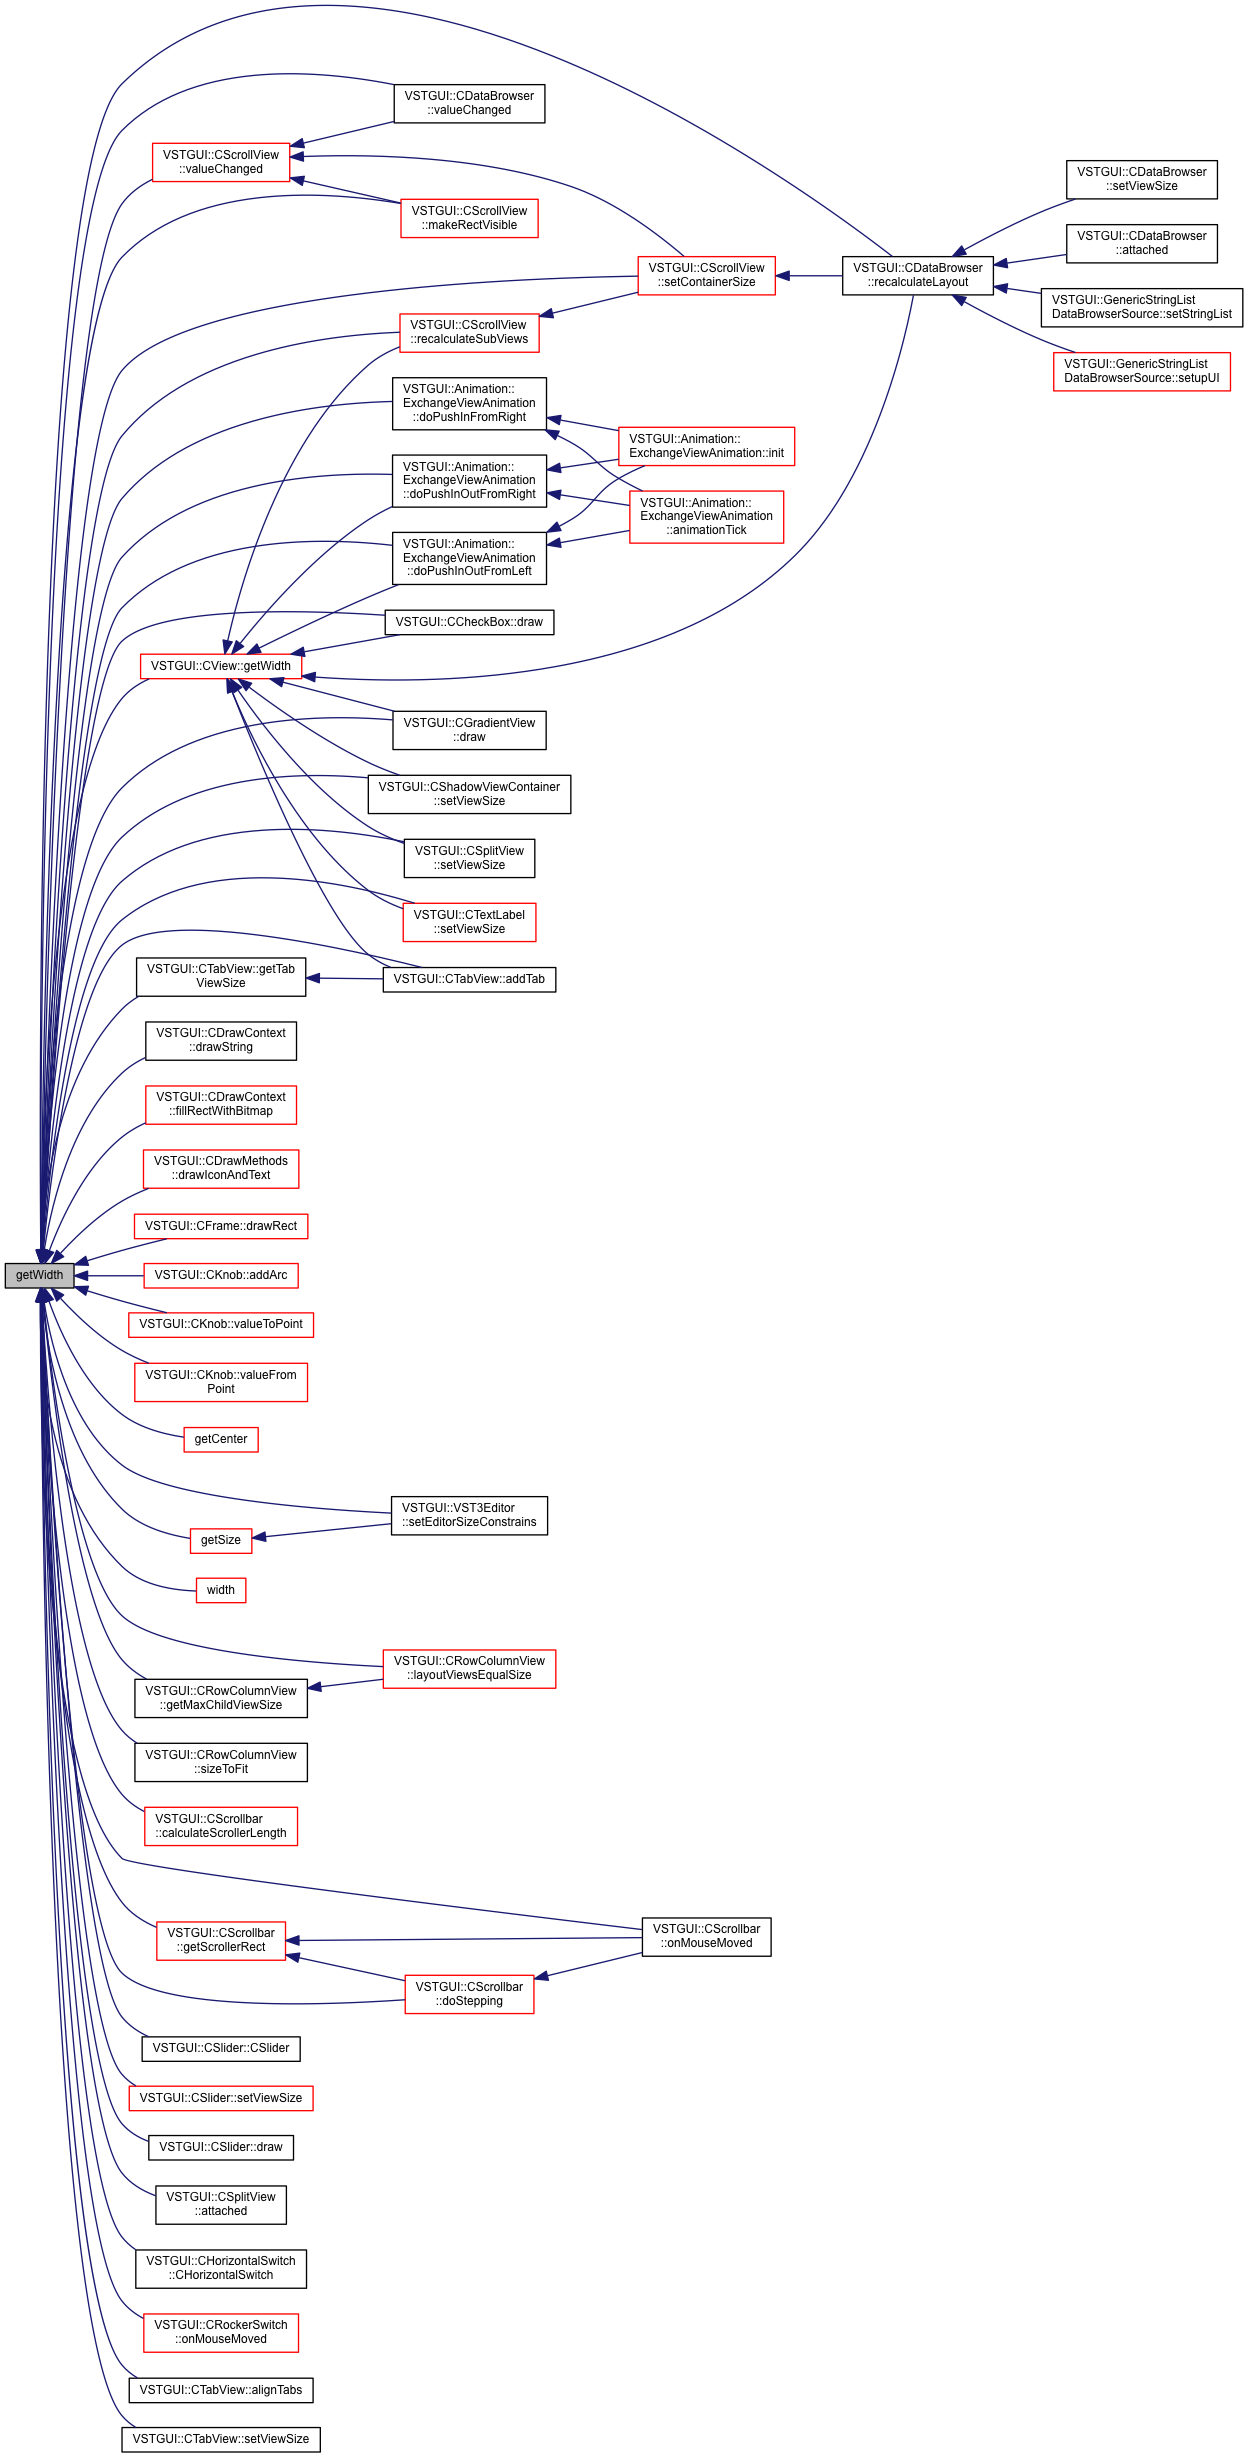 VSTGUI::CDataBrowser
::valueChanged
VSTGUI::CScrollView
::valueChanged
VSTGUI::CDataBrowser
::setViewSize
VSTGUI::CScrollView
::makeRectVisible
VSTGUI::CDataBrowser
::attached
VSTGUI::CScrollView
::setContainerSize
VSTGUI::CDataBrowser
::recalculateLayout
VSTGUI::GenericStringList
DataBrowserSource::setStringList
VSTGUI::CScrollView
::recalculateSubViews
VSTGUI::GenericStringList
DataBrowserSource::setupUI
VSTGUI::Animation::
ExchangeViewAnimation
::doPushInFromRight
VSTGUI::Animation::
ExchangeViewAnimation::init
VSTGUI::Animation::
ExchangeViewAnimation
::doPushInOutFromRight
VSTGUI::Animation::
ExchangeViewAnimation
::animationTick
VSTGUI::Animation::
ExchangeViewAnimation
::doPushInOutFromLeft
VSTGUI::CCheckBox::draw
VSTGUI::CView::getWidth
VSTGUI::CGradientView
::draw
VSTGUI::CShadowViewContainer
::setViewSize
VSTGUI::CSplitView
::setViewSize
VSTGUI::CTextLabel
::setViewSize
VSTGUI::CTabView::getTab
ViewSize
VSTGUI::CTabView::addTab
VSTGUI::CDrawContext
::drawString
VSTGUI::CDrawContext
::fillRectWithBitmap
VSTGUI::CDrawMethods
::drawIconAndText
VSTGUI::CFrame::drawRect
getWidth
VSTGUI::CKnob::addArc
VSTGUI::CKnob::valueToPoint
VSTGUI::CKnob::valueFrom
Point
getCenter
VSTGUI::VST3Editor
::setEditorSizeConstrains
getSize
width
VSTGUI::CRowColumnView
::layoutViewsEqualSize
VSTGUI::CRowColumnView
::getMaxChildViewSize
VSTGUI::CRowColumnView
::sizeToFit
VSTGUI::CScrollbar
::calculateScrollerLength
VSTGUI::CScrollbar
::getScrollerRect
VSTGUI::CScrollbar
::onMouseMoved
VSTGUI::CScrollbar
::doStepping
VSTGUI::CSlider::CSlider
VSTGUI::CSlider::setViewSize
VSTGUI::CSlider::draw
VSTGUI::CSplitView
::attached
VSTGUI::CHorizontalSwitch
::CHorizontalSwitch
VSTGUI::CRockerSwitch
::onMouseMoved
VSTGUI::CTabView::alignTabs
VSTGUI::CTabView::setViewSize